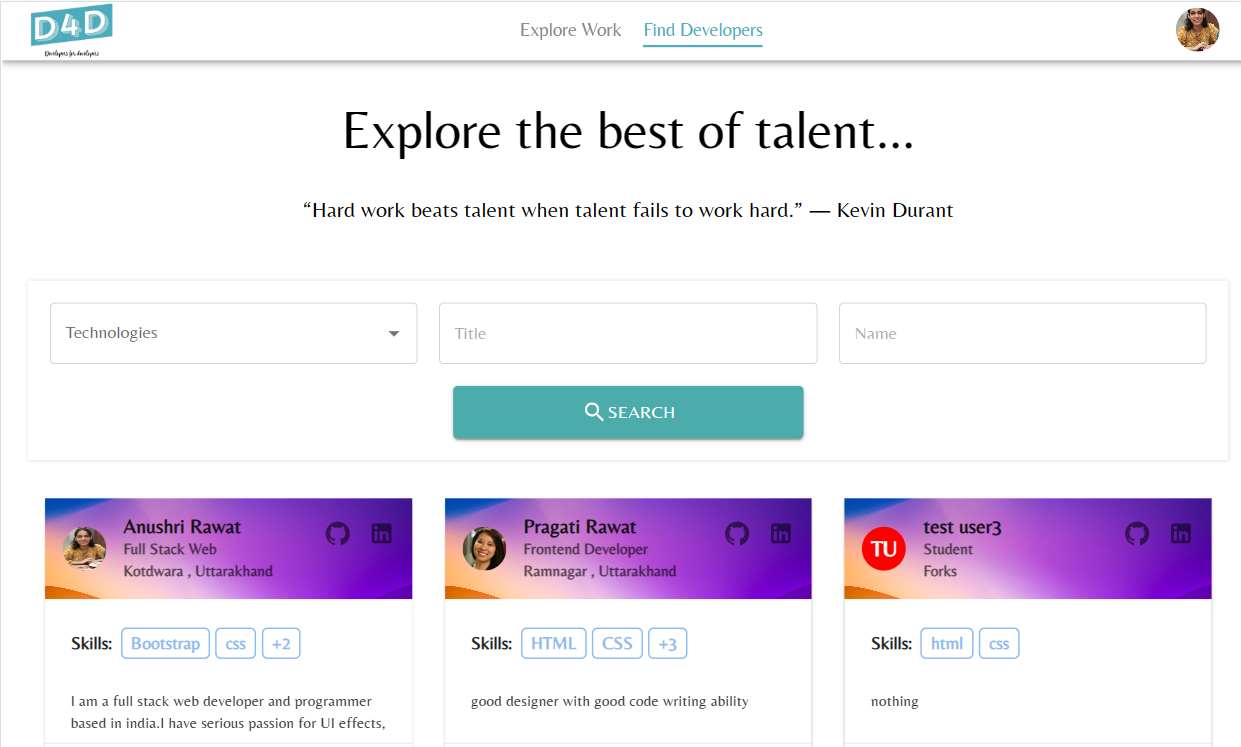 D4D
Developers for developers
Explore Work
Find Developers
Explore the best of talent...
“Hard work beats talent when talent fails to work hard.” — Kevin Durant
Technologies
Title
Name
SEARCH
Anushri Rawat
Full Stack Web
Kotdwara , Uttarakhand
Skills: Bootstrap css +2
I am a full stack web developer and programmer
based in india.I have serious passion for UI effects,
Pragati Rawat
Frontend Developer
Ramnagar , Uttarakhand
Skills: HTML CSS +3
good designer with good code writing ability
TU
test user3
Student
Forks
Skills: html css
nothing